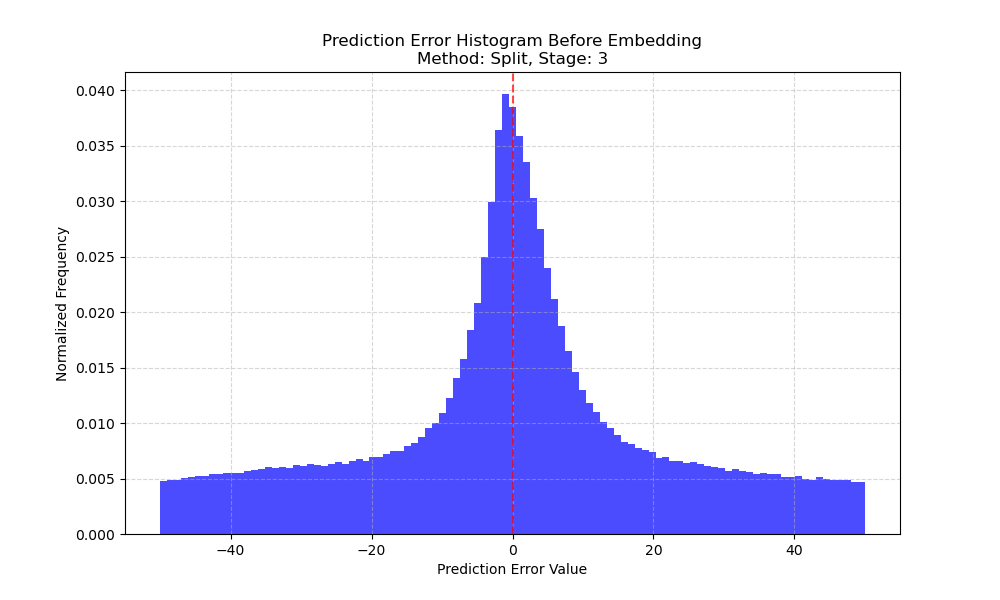 Prediction Error Histogram Before Embedding
Method: Split, Stage: 3
Normalized Frequency
0.040
0.035
0.030
0.025
0.020
0.015
0.010
0.005
0.000
−40 −20 0 20 40
Prediction Error Value